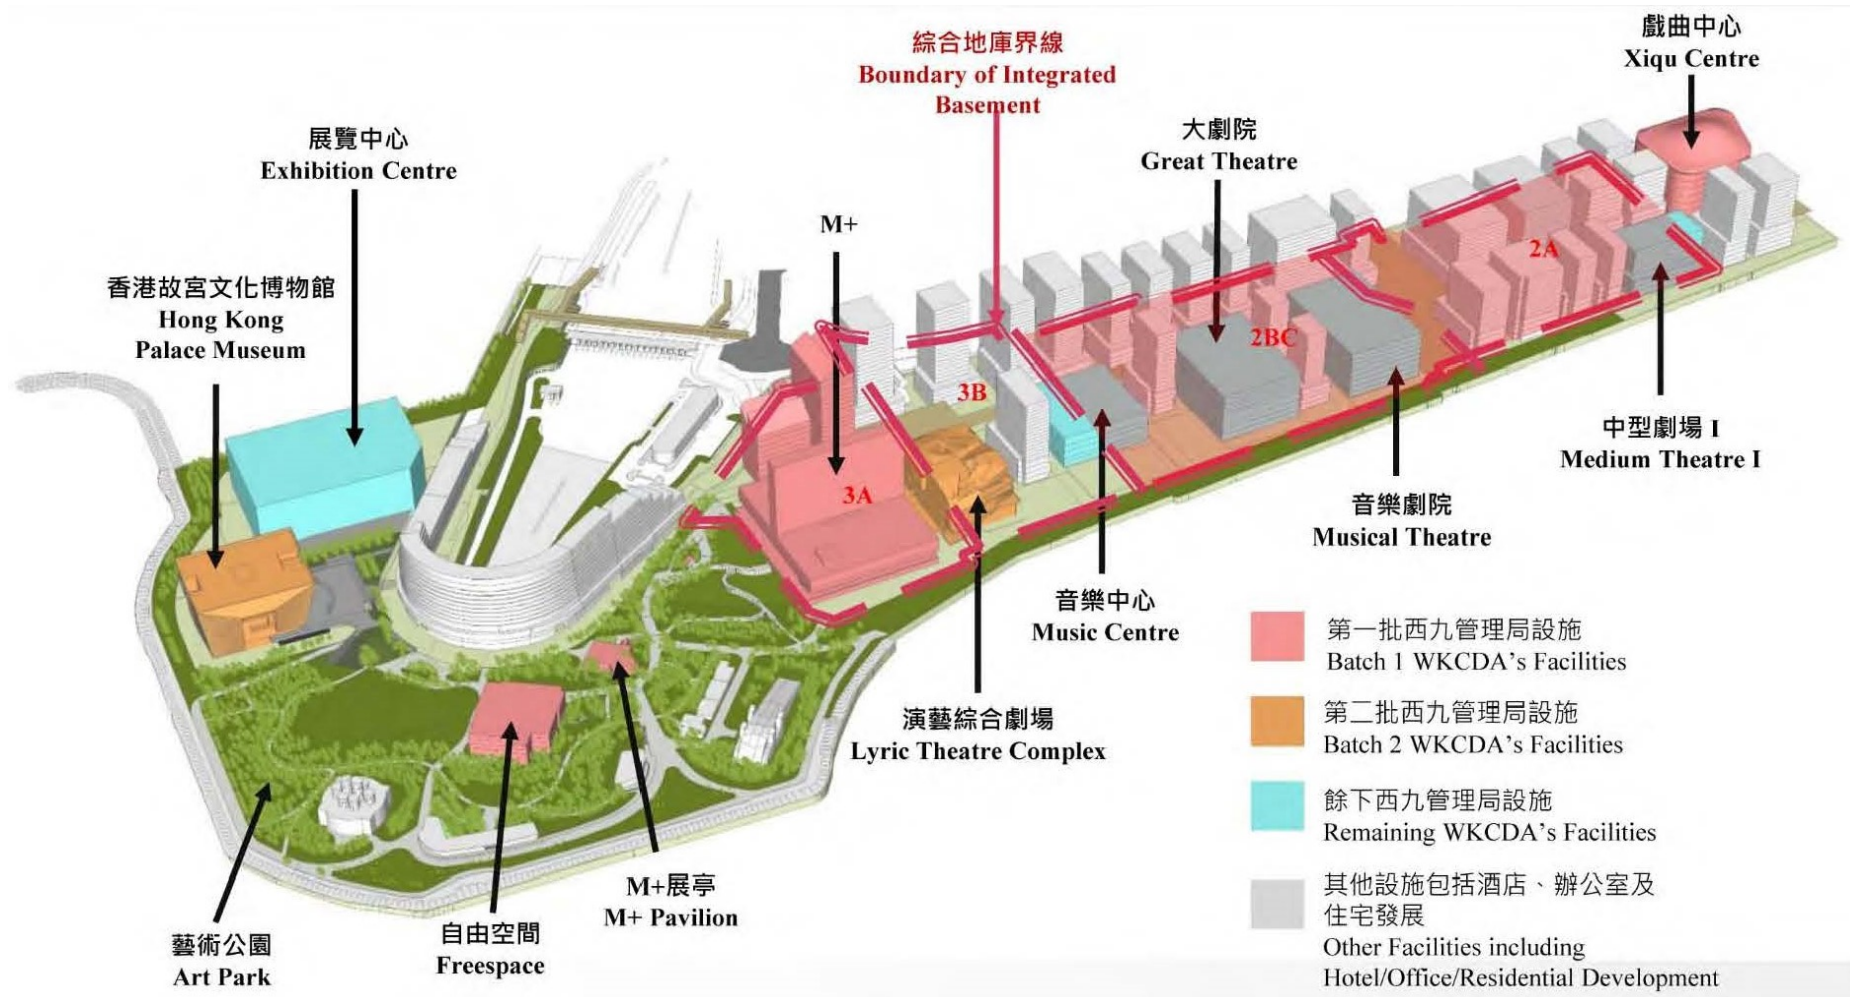 綜合地庫界線
Boundary of Integrated
Basement
戲曲中心
Xiqu Centre
大劇院
Great Theatre
展覽中心
Exhibition Centre
M+
香港故宮文化博物館
Hong Kong
Palace Museum
2A
2BC
3B
3A
中型劇場 I
Medium Theatre I
音樂劇院
Musical Theatre
音樂中心
Music Centre
演藝綜合劇場
Lyric Theatre Complex
M+展亭
M+ Pavilion
自由空間
Freespace
藝術公園
Art Park
第一批西九管理局設施
Batch 1 WKCDA's Facilities
第二批西九管理局設施
Batch 2 WKCDA's Facilities
餘下西九管理局設施
Remaining WKCDA's Facilities
其他設施包括酒店、辦公室及
住宅發展
Other Facilities including
Hotel/Office/Residential Development